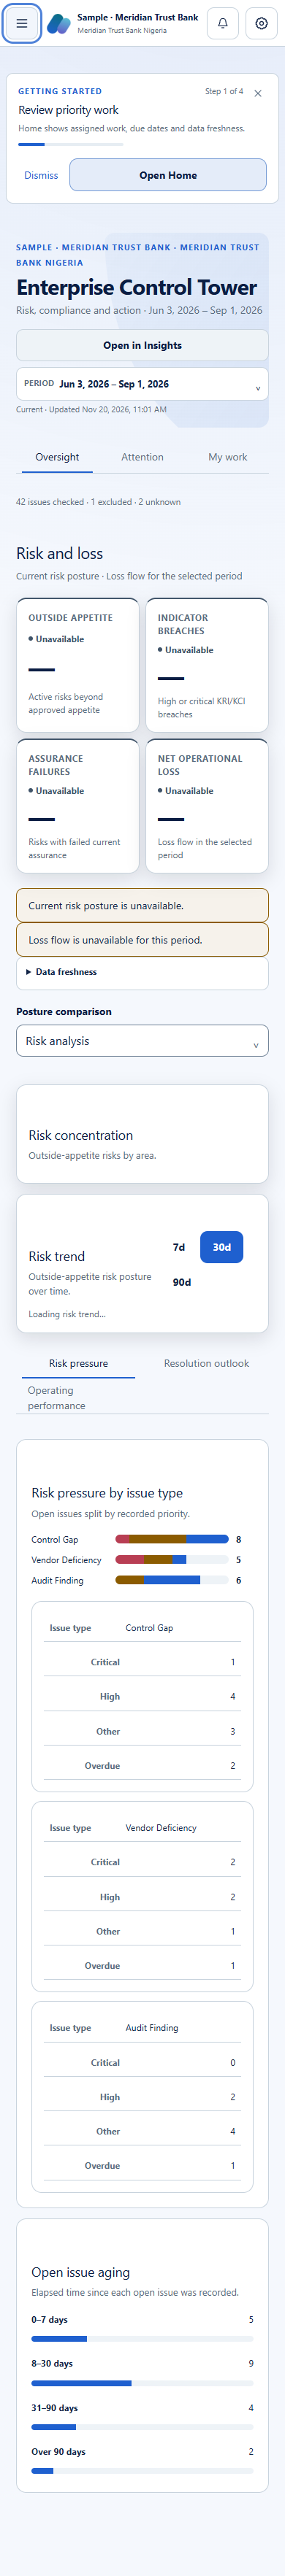 Sample · Meridian Trust Bank
Meridian Trust Bank Nigeria
GETTING STARTED
Step 1 of 4
Review priority work
Home shows assigned work, due dates and data freshness.
Dismiss
Open Home
SAMPLE · MERIDIAN TRUST BANK · MERIDIAN TRUST
BANK NIGERIA
Enterprise Control Tower
Risk, compliance and action · Jun 3, 2026 – Sep 1, 2026
Open in Insights
PERIOD Jun 3, 2026 – Sep 1, 2026
Current · Updated Nov 20, 2026, 11:01 AM
Oversight
Attention
My work
42 issues checked · 1 excluded · 2 unknown
Risk and loss
Current risk posture · Loss flow for the selected period
OUTSIDE APPETITE
Unavailable
—
Active risks beyond
approved appetite
INDICATOR
BREACHES
Unavailable
—
High or critical KRI/KCI
breaches
ASSURANCE
FAILURES
Unavailable
—
Risks with failed current
assurance
NET OPERATIONAL
LOSS
Unavailable
—
Loss flow in the selected
period
Current risk posture is unavailable.
Loss flow is unavailable for this period.
Data freshness
Posture comparison
Risk analysis
Risk concentration
Outside-appetite risks by area.
Risk trend
Outside-appetite risk posture
over time.
7d
30d
90d
Loading risk trend...
Risk pressure
Resolution outlook
Operating
performance
Risk pressure by issue type
Open issues split by recorded priority.
Control Gap 8
Vendor Deficiency 5
Audit Finding 6
Issue type Control Gap
Critical 1
High 4
Other 3
Overdue 2
Issue type Vendor Deficiency
Critical 2
High 2
Other 1
Overdue 1
Issue type Audit Finding
Critical 0
High 2
Other 4
Overdue 1
Open issue aging
Elapsed time since each open issue was recorded.
0–7 days 5
8–30 days 9
31–90 days 4
Over 90 days 2